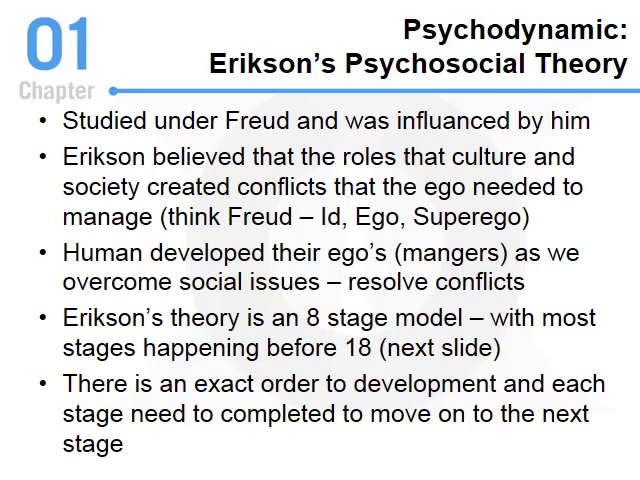 01
Chapter
Psychodynamic:
Erikson's Psychosocial Theory
• Studied under Freud and was influenced by him
• Erikson believed that the roles that culture and
society created conflicts that the ego needed to
manage (think Freud – Id, Ego, Superego)
• Human developed their ego's (mangers) as we
overcome social issues – resolve conflicts
• Erikson's theory is an 8 stage model – with most
stages happening before 18 (next slide)
• There is an exact order to development and each
stage need to completed to move on to the next
stage